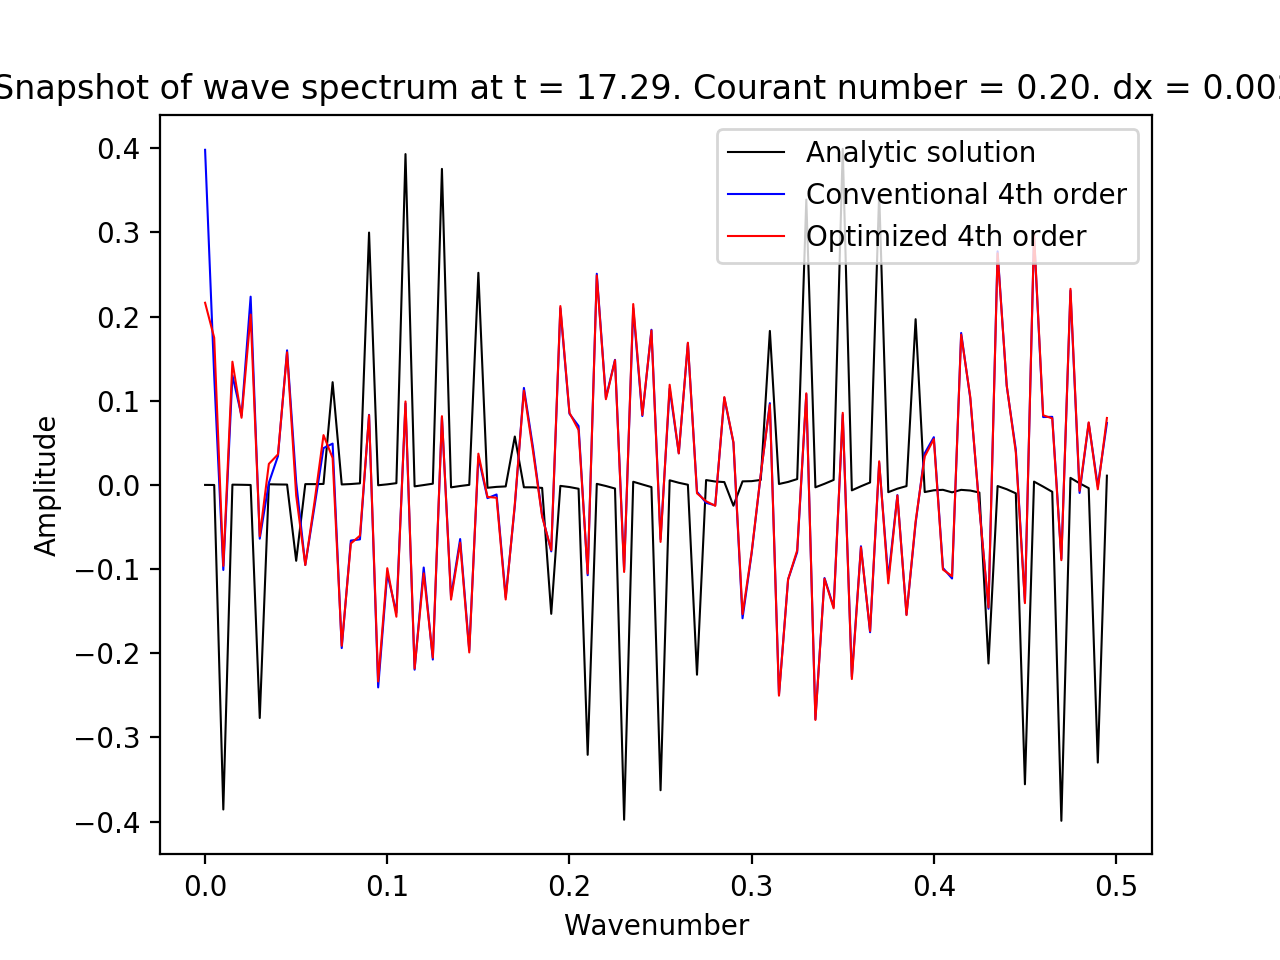 Snapshot of wave spectrum at t = 17.29. Courant number = 0.20. dx = 0.00
0.4
0.3
0.2
0.1
0.0
−0.1
−0.2
−0.3
−0.4
Amplitude
Analytic solution
Conventional 4th order
Optimized 4th order
0.0 0.1 0.2 0.3 0.4 0.5
Wavenumber